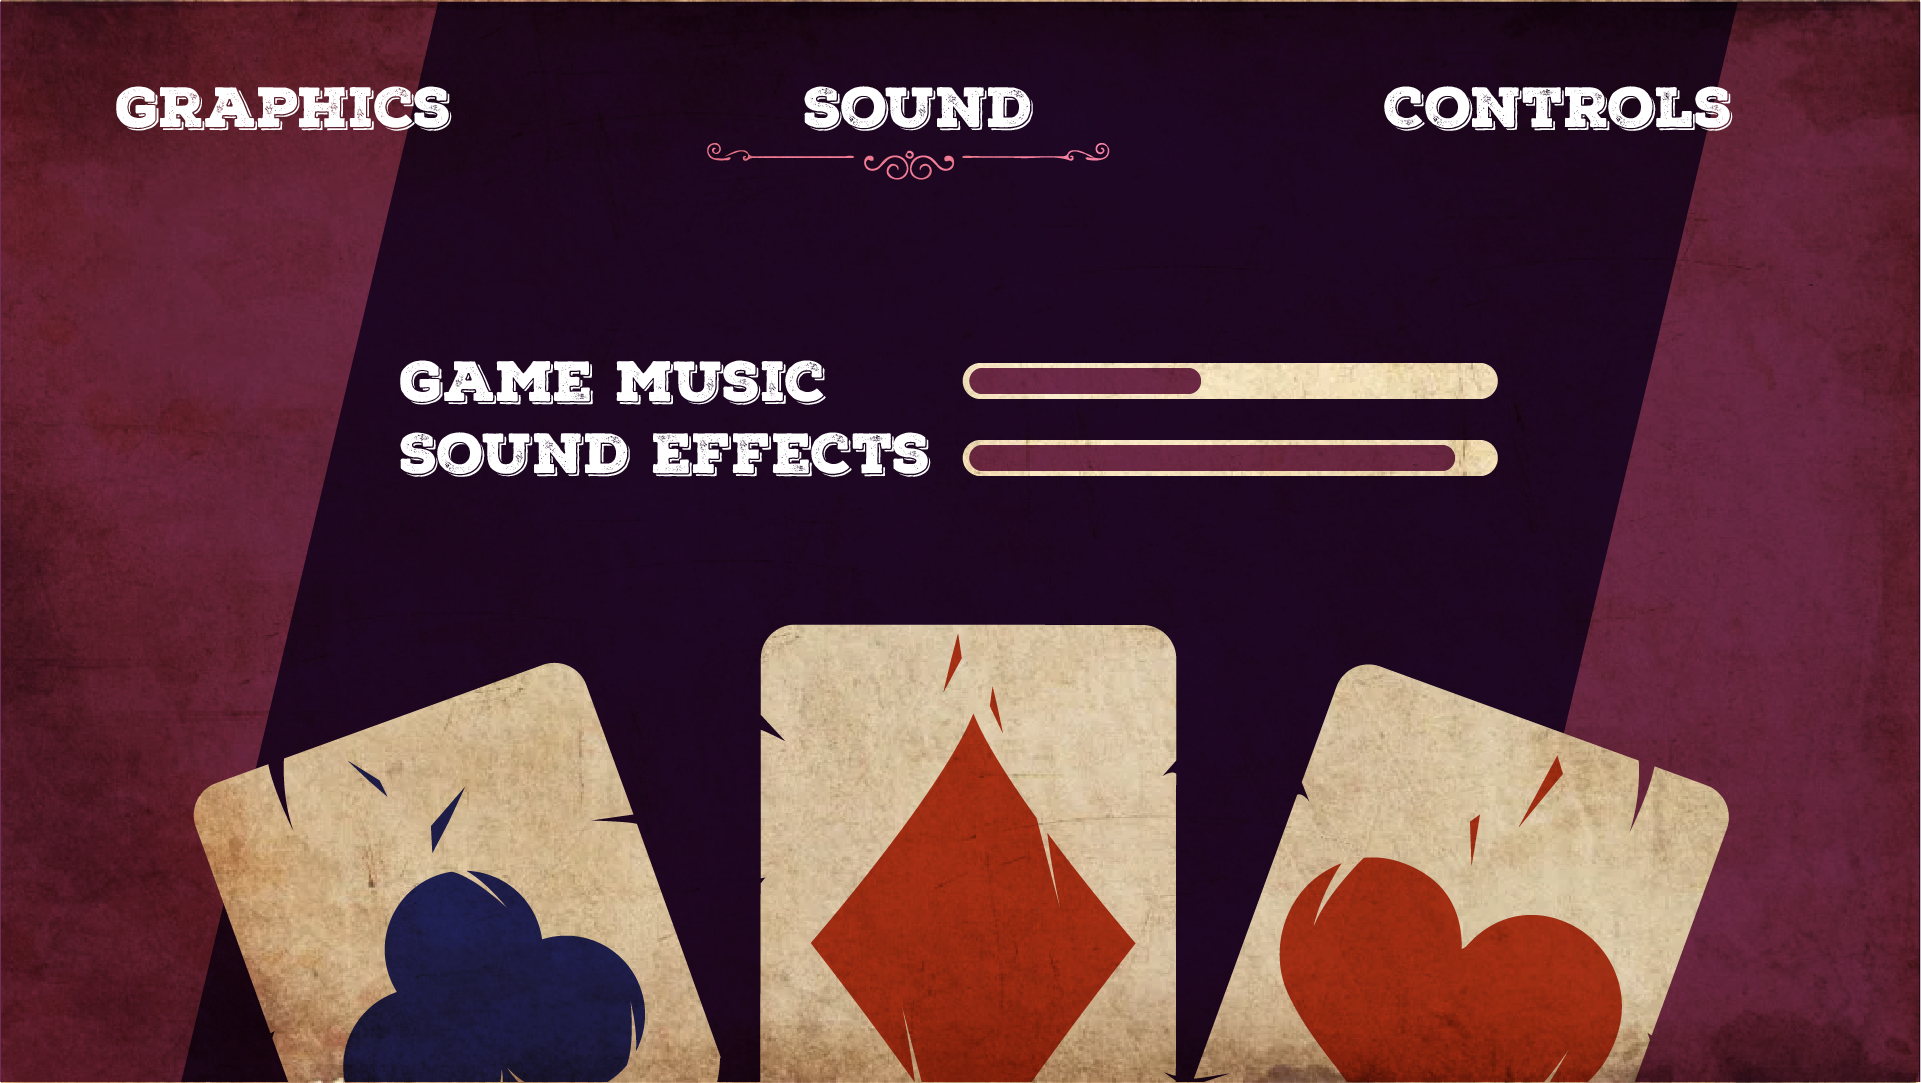 GRAPHICS
SOUND
CONTROLS
GAME MUSIC
SOUND EFFECTS